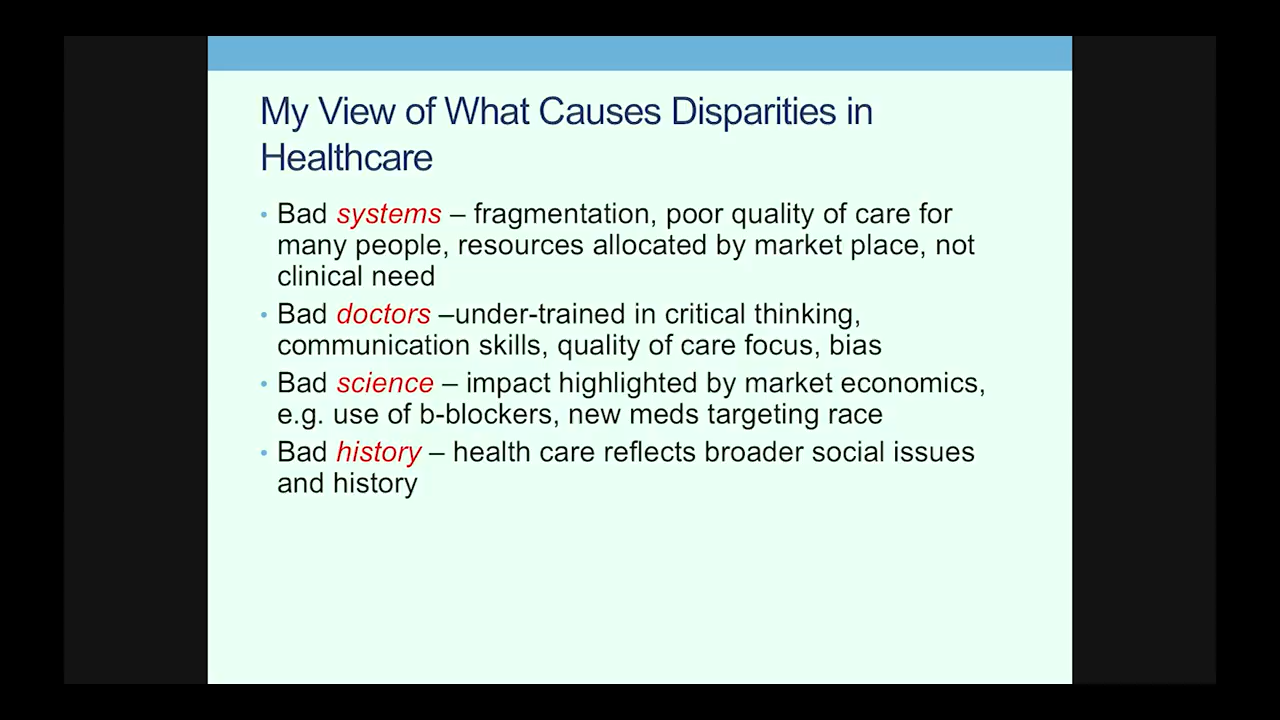 My View of What Causes Disparities in
Healthcare
• Bad systems – fragmentation, poor quality of care for
many people, resources allocated by market place, not
clinical need
• Bad doctors –under-trained in critical thinking,
communication skills, quality of care focus, bias
• Bad science – impact highlighted by market economics,
e.g. use of b-blockers, new meds targeting race
• Bad history – health care reflects broader social issues
and history